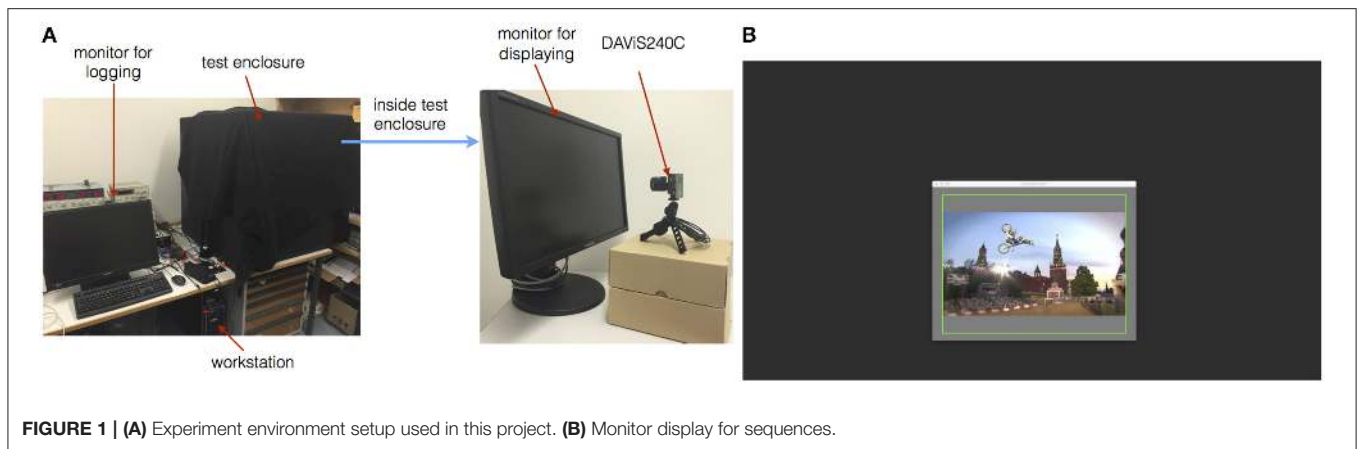 A
monitor for
logging
test enclosure
inside test
enclosure
monitor for
displaying
DAViS240C
workstation
B
FIGURE 1 | (A) Experiment environment setup used in this project. (B) Monitor display for sequences.